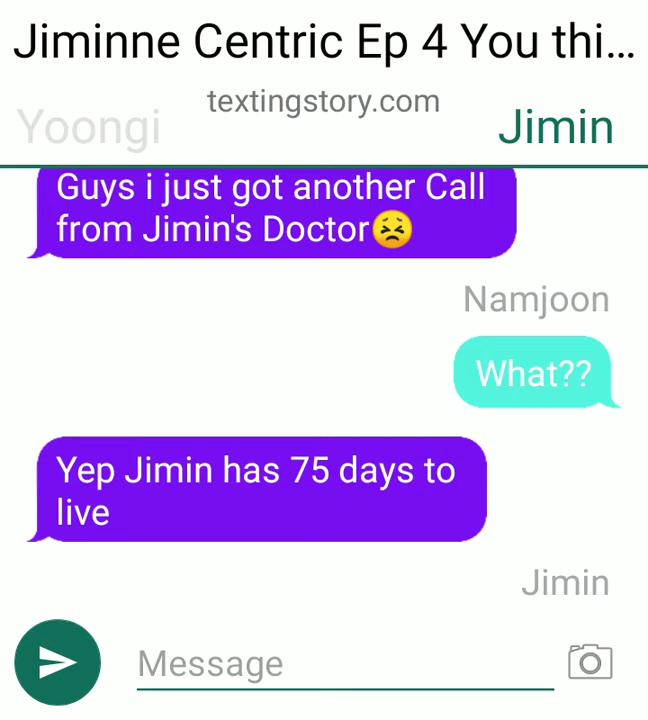 Jiminne Centric Ep 4 You thi...
textingstory.com
Yoongi
Jimin
Guys i just got another Call
from Jimin's Doctor😣
Namjoon
What??
Yep Jimin has 75 days to
live
Jimin
Message